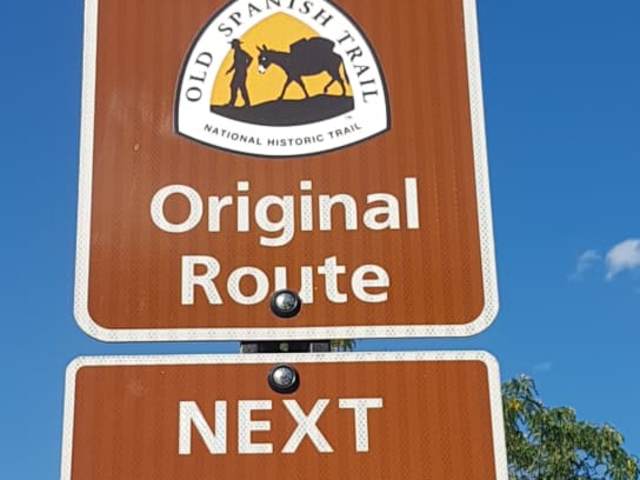 OLD SPANISH TRAIL
NATIONAL HISTORIC TRAIL
Original
Route
NEXT